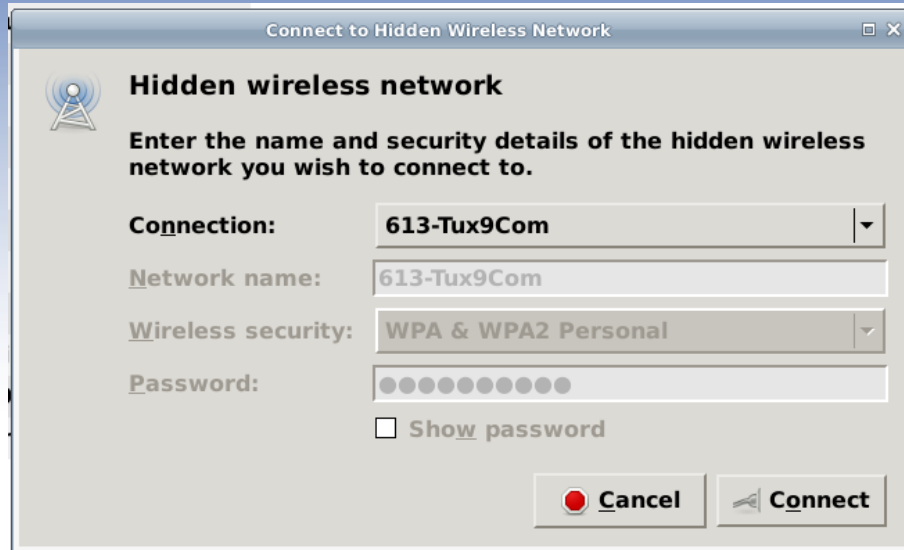 Connect to Hidden Wireless Network
Hidden wireless network
Enter the name and security details of the hidden wireless
network you wish to connect to.
Connection: 613-Tux9Com
Network name: 613-Tux9Com
Wireless security: WPA & WPA2 Personal
Password: ●●●●●●●●●●
Show password
Cancel Connect